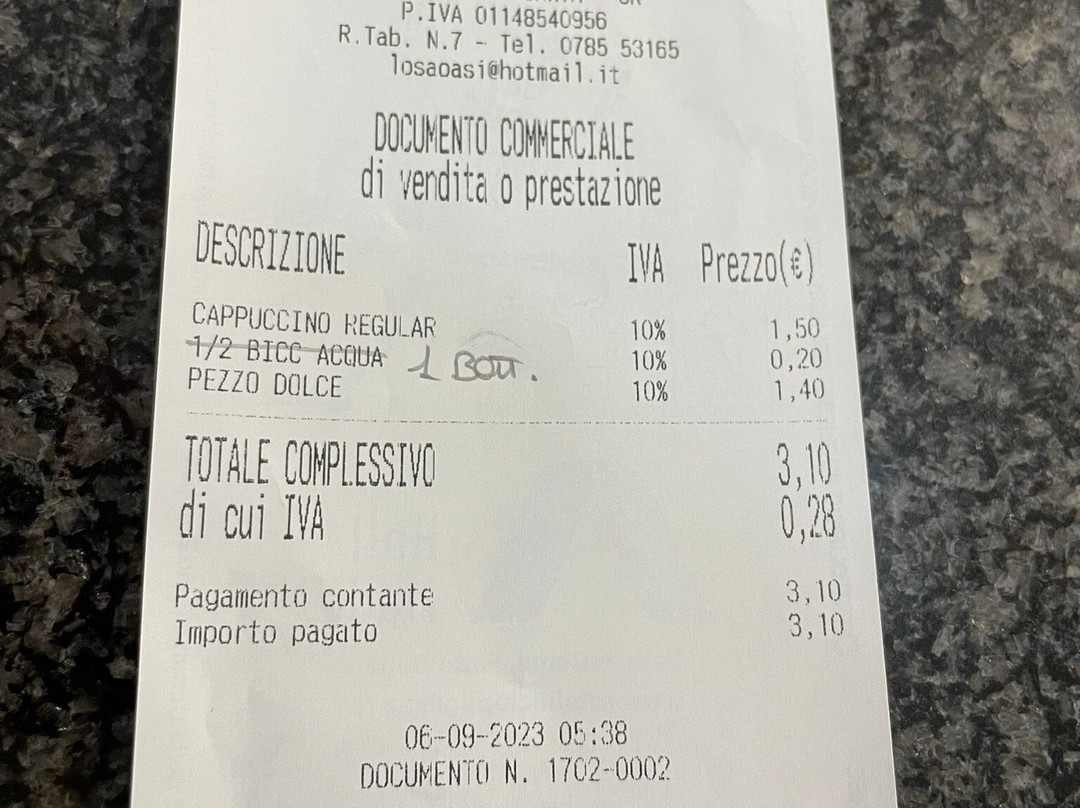 P.IVA 01148540956
R.Tab. N.7 - Tel. 0785 53165
losaoasi@hotmail.it
DOCUMENTO COMMERCIALE
di vendita o prestazione
DESCRIZIONE IVA Prezzo(€)
CAPPUCCINO REGULAR 10% 1,50
1/2 BICC ACQUA 1 BOTT. 10% 0,20
PEZZO DOLCE 10% 1,40
TOTALE COMPLESSIVO 3,10
di cui IVA 0,28
Pagamento contante 3,10
Importo pagato 3,10
06-09-2023 05:38
DOCUMENTO N. 1702-0002